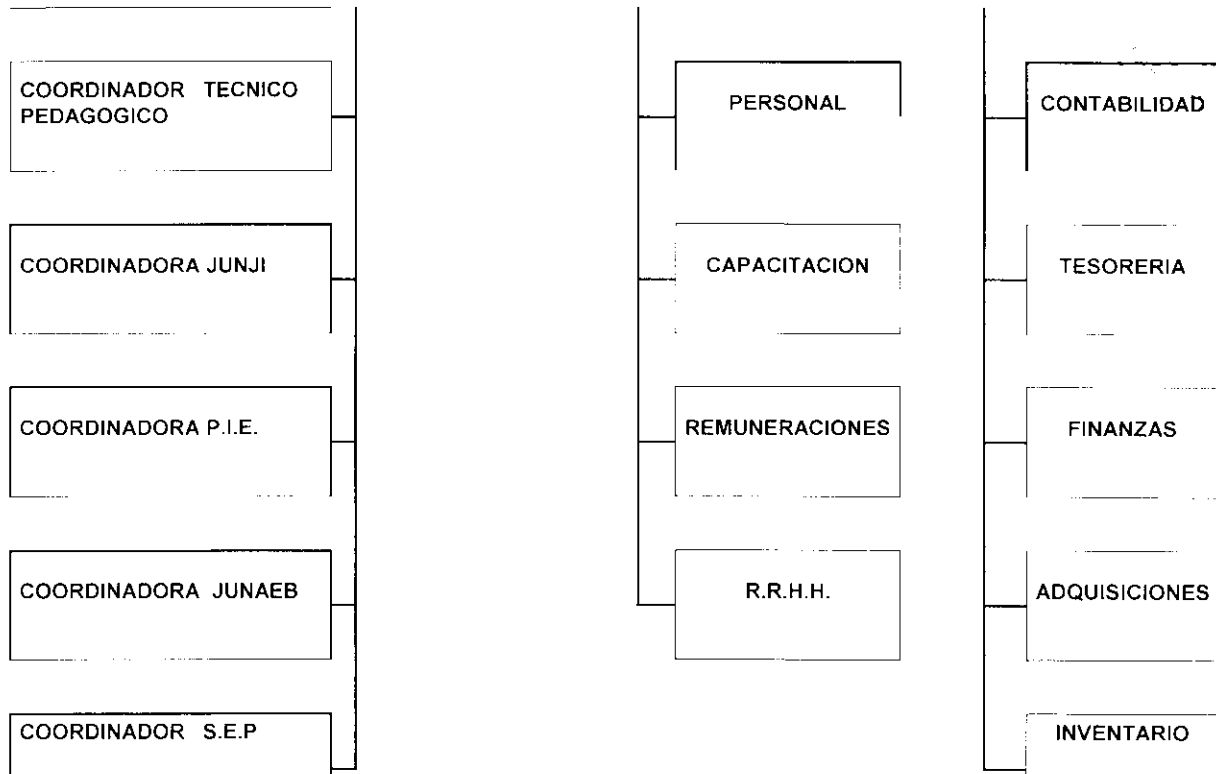 COORDINADOR TECNICO
PEDAGOGICO
COORDINADORA JUNJI
COORDINADORA P.I.E.
COORDINADORA JUNAEB
COORDINADOR S.E.P
PERSONAL
CAPACITACION
REMUNERACIONES
R.R.H.H.
CONTABILIDAD
TESORERIA
FINANZAS
ADQUISICIONES
INVENTARIO